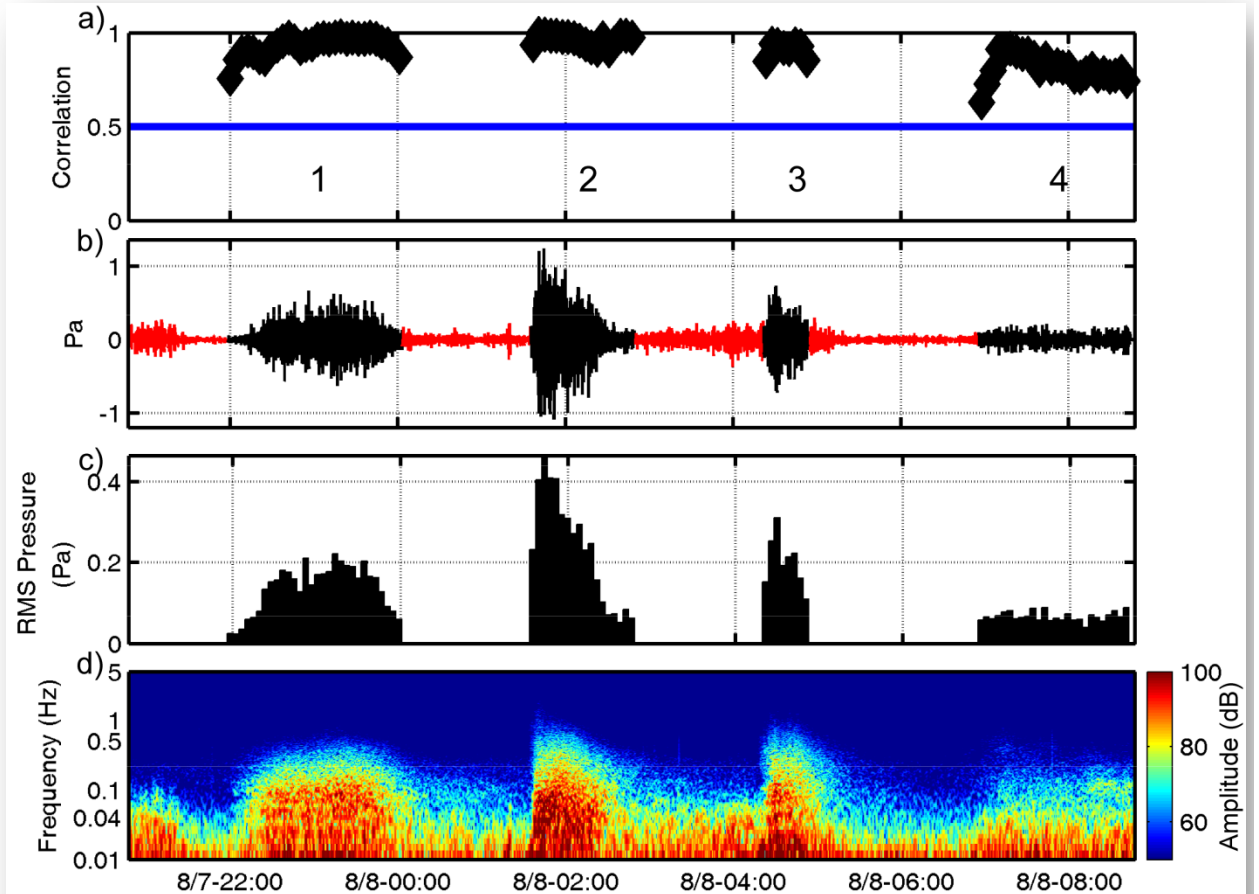 a)
1
0.5
0
Correlation
1 2 3 4
b)
1
0
-1
Pa
c)
0.4
0.2
0
RMS Pressure
(Pa)
d)
5
1
0.5
0.1
0.04
0.01
Frequency (Hz)
100
80
60
Amplitude (dB)
8/7-22:00 8/8-00:00 8/8-02:00 8/8-04:00 8/8-06:00 8/8-08:00